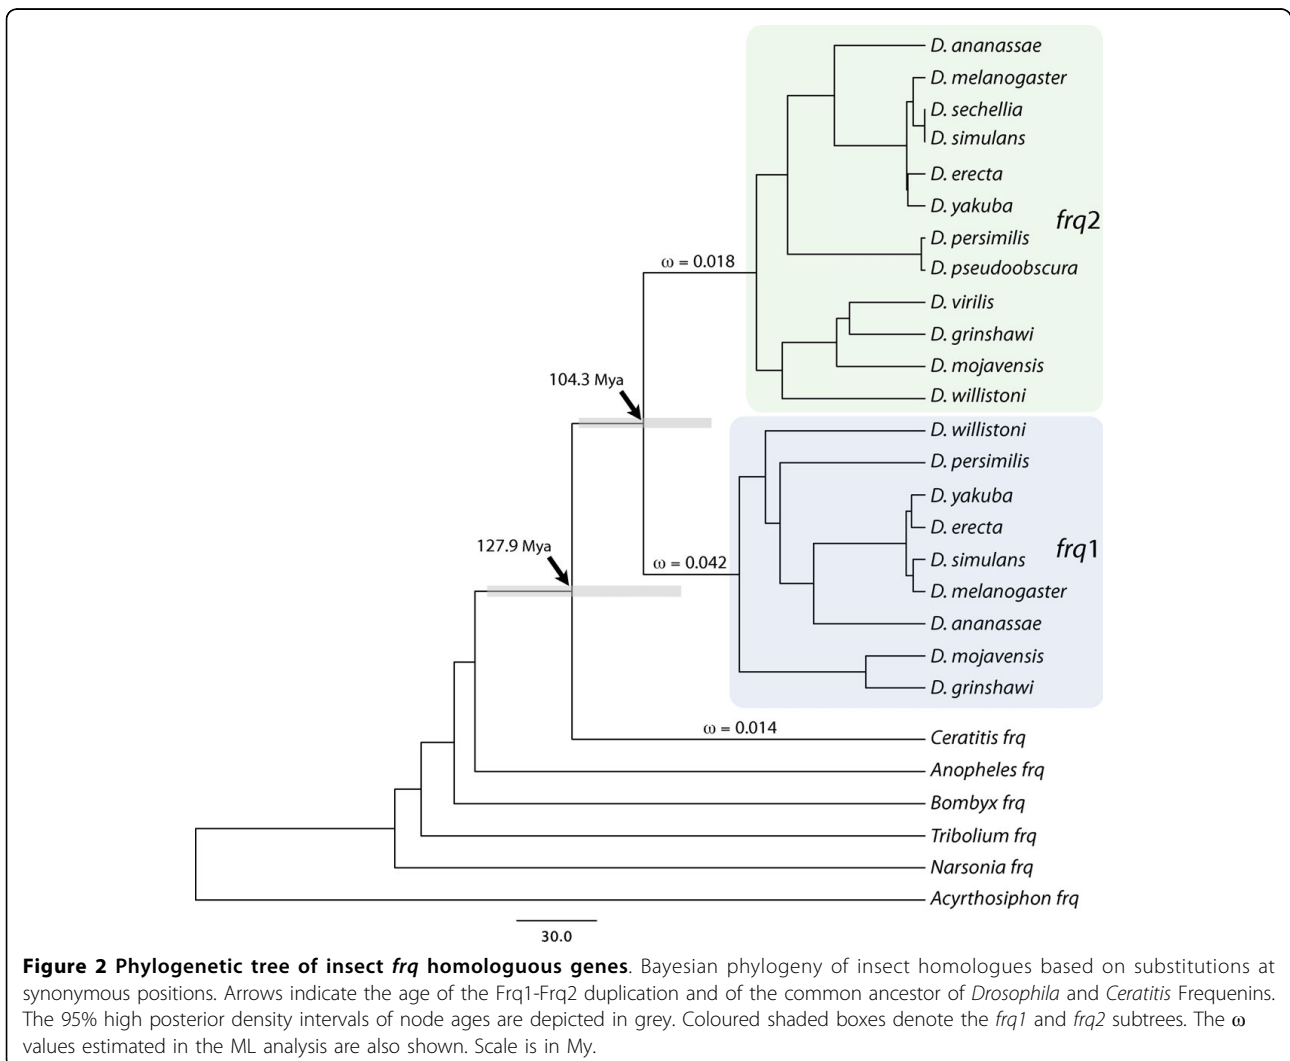 D. ananassae
D. melanogaster
D. sechellia
D. simulans
D. erecta
D. yakuba
frq2
D. persimilis
ω = 0.018
D. pseudoobscura
D. virilis
D. grinshawi
D. mojavensis
104.3 Mya
D. willistoni
D. willistoni
D. persimilis
D. yakuba
D. erecta
127.9 Mya
frq1
ω = 0.042
D. simulans
D. melanogaster
D. ananassae
D. mojavensis
D. grinshawi
ω = 0.014
Ceratitis frq
Anopheles frq
Bombyx frq
Tribolium frq
Narsonia frq
Acyrthosiphon frq
30.0
Figure 2 Phylogenetic tree of insect frq homologuous genes. Bayesian phylogeny of insect homologues based on substitutions at
synonymous positions. Arrows indicate the age of the Frq1-Frq2 duplication and of the common ancestor of Drosophila and Ceratitis Frequenins.
The 95% high posterior density intervals of node ages are depicted in grey. Coloured shaded boxes denote the frq1 and frq2 subtrees. The ω
values estimated in the ML analysis are also shown. Scale is in My.